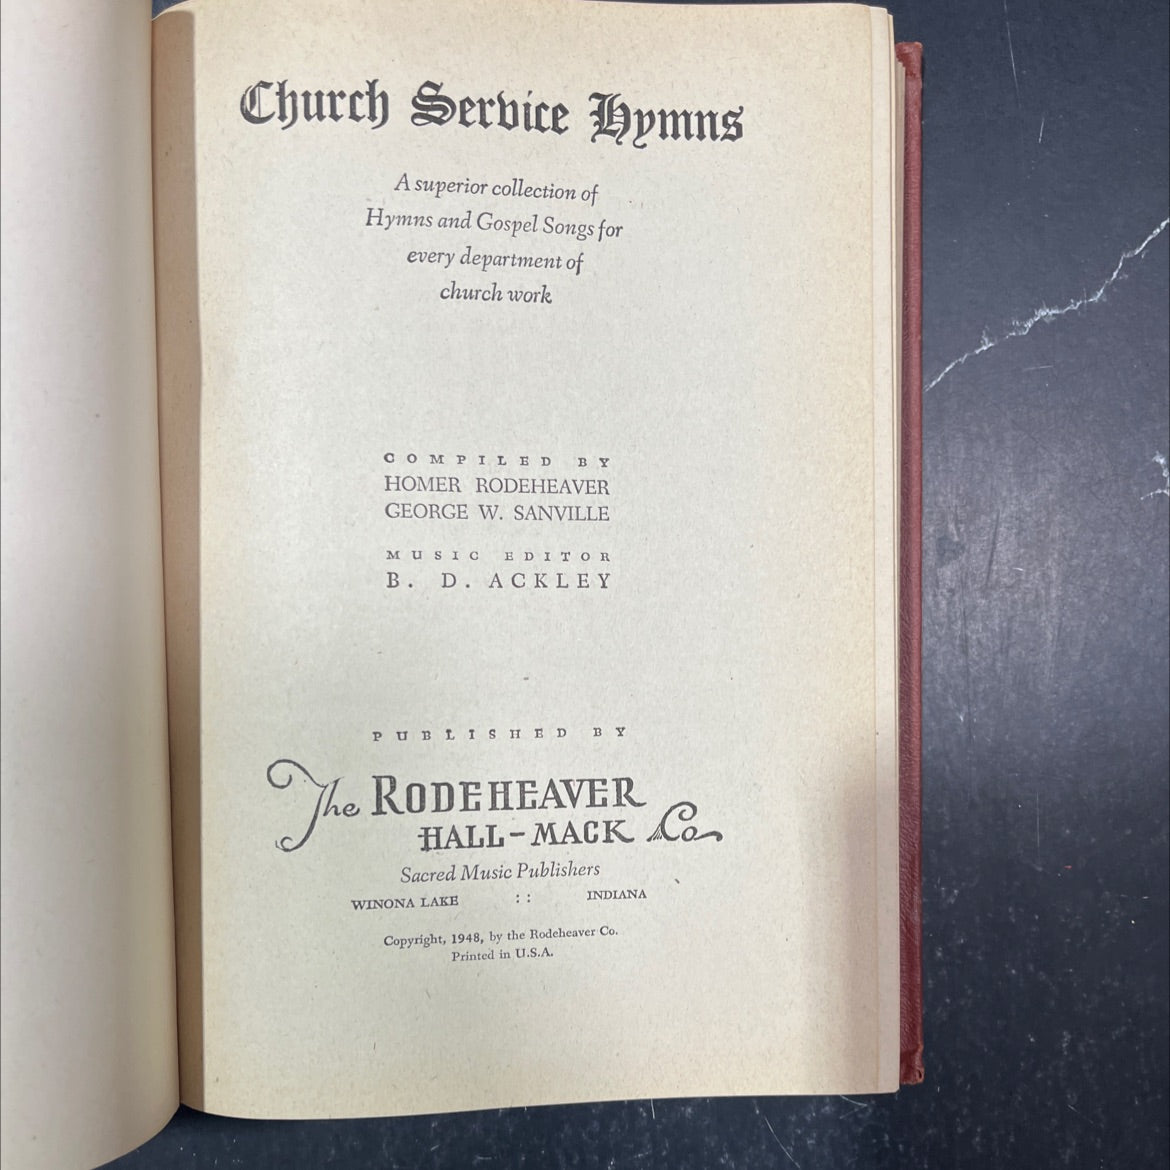 Church Service Hymns
A superior collection of
Hymns and Gospel Songs for
every department of
church work
COMPILED BY
HOMER RODEHEAVER
GEORGE W. SANVILLE
MUSIC EDITOR
B. D. ACKLEY
PUBLISHED BY
The RODEHEAVER
HALL-MACK Co.
Sacred Music Publishers
WINONA LAKE :: INDIANA
Copyright, 1948, by the Rodeheaver Co.
Printed in U.S.A.